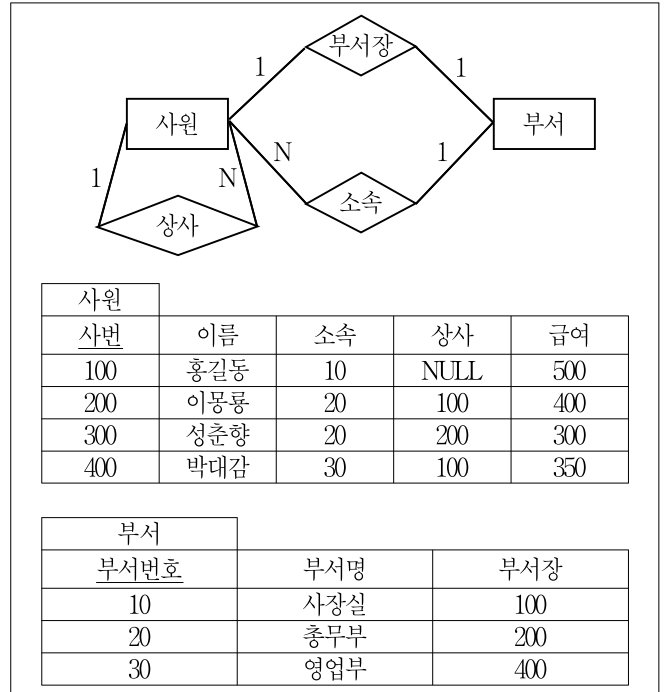 부서장
1 1
사원 부서
N
1 N 1
상사 소속
사원
사번 이름 소속 상사 급여
100 홍길동 10 NULL 500
200 이몽룡 20 100 400
300 성춘향 20 200 300
400 박대감 30 100 350
부서
부서번호 부서명 부서장
10 사장실 100
20 총무부 200
30 영업부 400